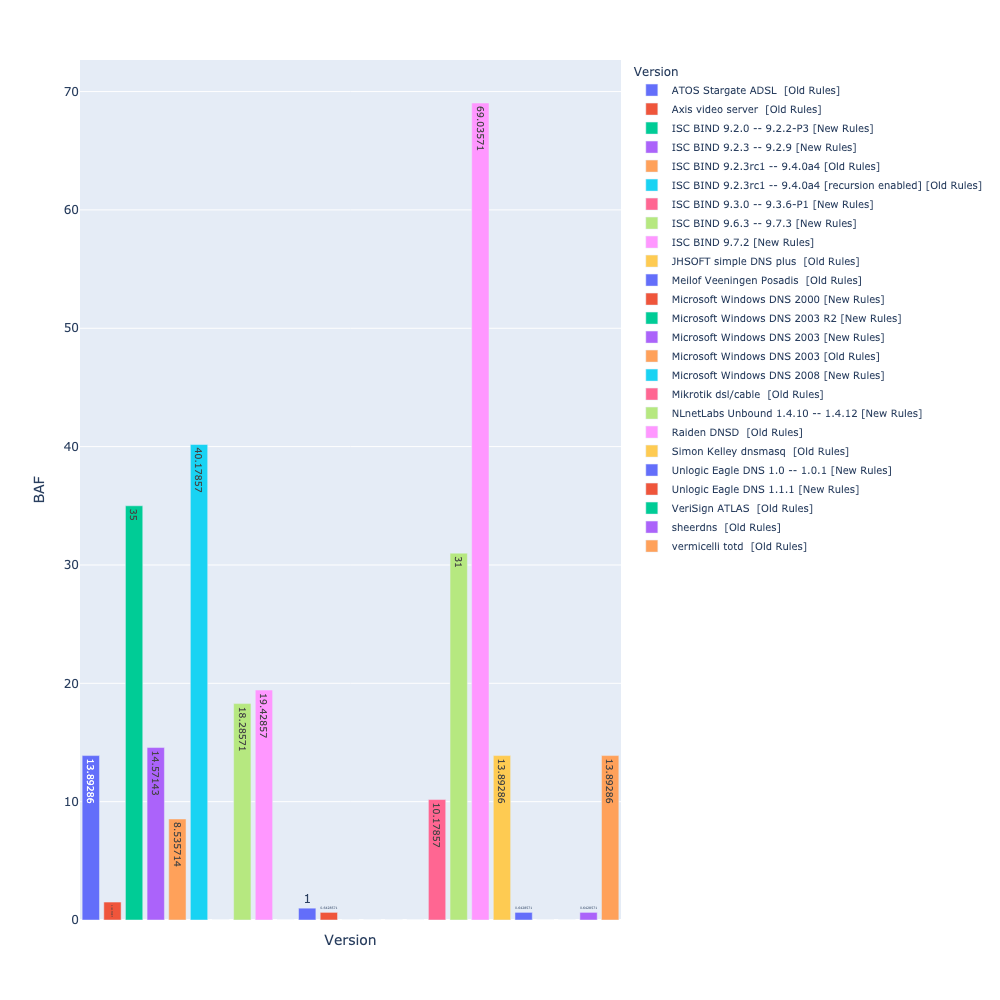 Version
ATOS Stargate ADSL  [Old Rules]
Axis video server  [Old Rules]
ISC BIND 9.2.0 -- 9.2.2-P3 [New Rules]
ISC BIND 9.2.3 -- 9.2.9 [New Rules]
ISC BIND 9.2.3rc1 -- 9.4.0a4 [Old Rules]
ISC BIND 9.2.3rc1 -- 9.4.0a4 [recursion enabled] [Old Rules]
ISC BIND 9.3.0 -- 9.3.6-P1 [New Rules]
ISC BIND 9.6.3 -- 9.7.3 [New Rules]
ISC BIND 9.7.2 [New Rules]
JHSOFT simple DNS plus  [Old Rules]
Meilof Veeningen Posadis  [Old Rules]
Microsoft Windows DNS 2000 [New Rules]
Microsoft Windows DNS 2003 R2 [New Rules]
Microsoft Windows DNS 2003 [New Rules]
Microsoft Windows DNS 2003 [Old Rules]
Microsoft Windows DNS 2008 [New Rules]
Mikrotik dsl/cable  [Old Rules]
NLnetLabs Unbound 1.4.10 -- 1.4.12 [New Rules]
Raiden DNSD  [Old Rules]
Simon Kelley dnsmasq  [Old Rules]
Unlogic Eagle DNS 1.0 -- 1.0.1 [New Rules]
Unlogic Eagle DNS 1.1.1 [New Rules]
VeriSign ATLAS  [Old Rules]
sheerdns  [Old Rules]
vermicelli totd  [Old Rules]
70
60
50
40
30
20
10
0
BAF
13.89286
35
14.57143
8.535714
40.17857
18.28571
19.42857
1
10.17857
31
69.03571
13.89286
13.89286
Version